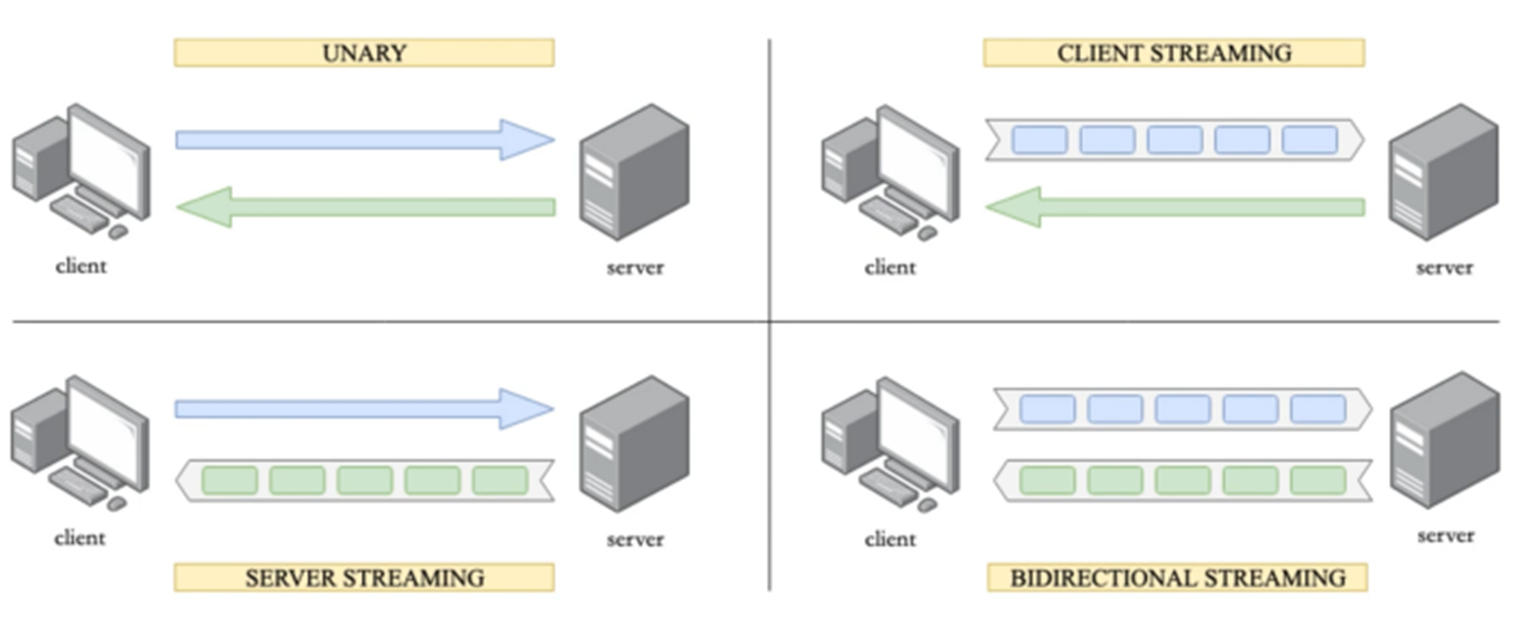 UNARY
client
server
CLIENT STREAMING
client
server
client
server
SERVER STREAMING
client
server
BIDIRECTIONAL STREAMING